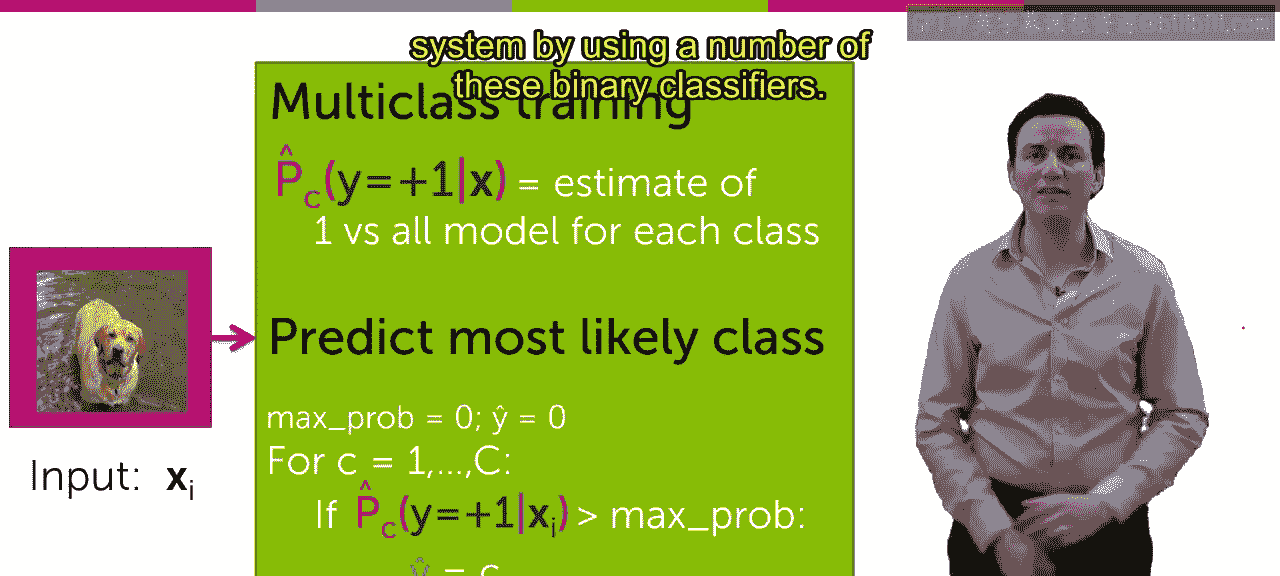 system by using a number of
these binary classifiers.
Multiclass training
P̂c(y=+1|x) = estimate of
1 vs all model for each class
Predict most likely class
max_prob = 0; ŷ = 0
For c = 1,...,C:
If P̂c(y=+1|xi) > max_prob:
ŷ = c
Input: xi